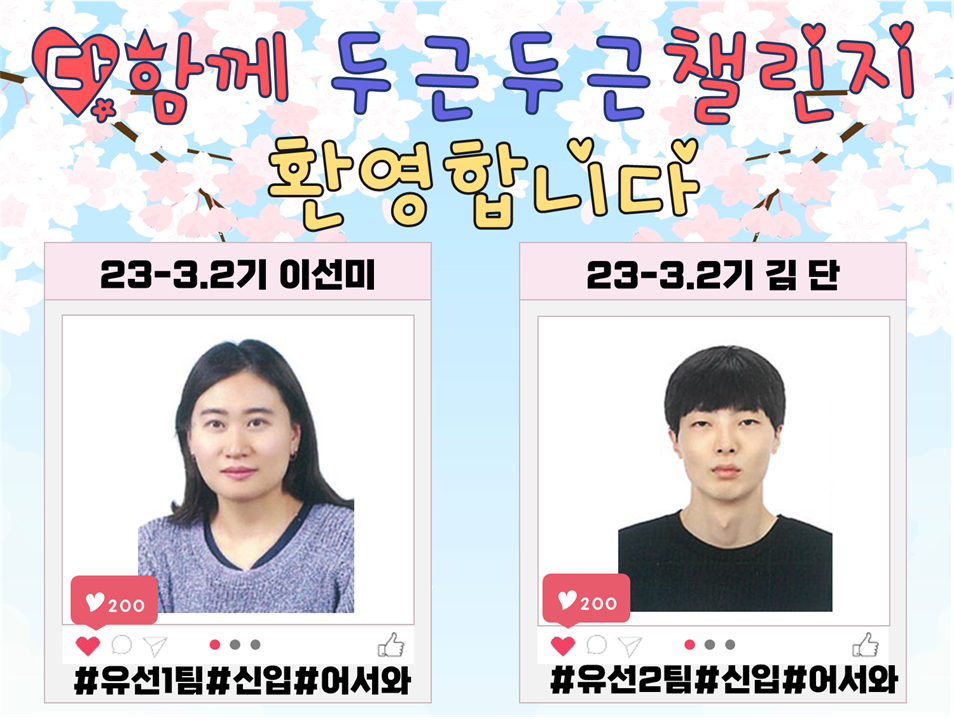 다함께 두근두근 챌린지
환영합니다
23-3.2기 이선미
200
#유선1팀#신입#어서와
23-3.2기 김 단
200
#유선2팀#신입#어서와